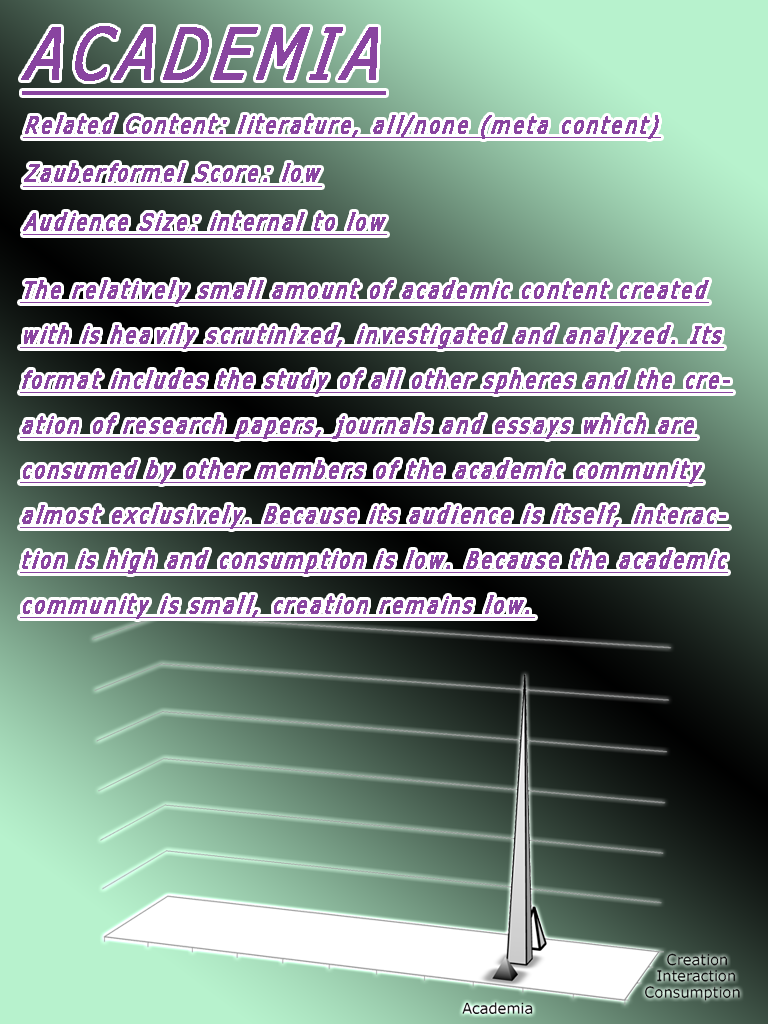 ACADEMIA
Related Content: literature, all/none (meta content)
Zauberformel Score: low
Audience Size: internal to low
The relatively small amount of academic content created
with is heavily scrutinized, investigated and analyzed. Its
format includes the study of all other spheres and the cre-
ation of research papers, journals and essays which are
consumed by other members of the academic community
almost exclusively. Because its audience is itself, interac-
tion is high and consumption is low. Because the academic
community is small, creation remains low.
Creation
Interaction
Consumption
Academia